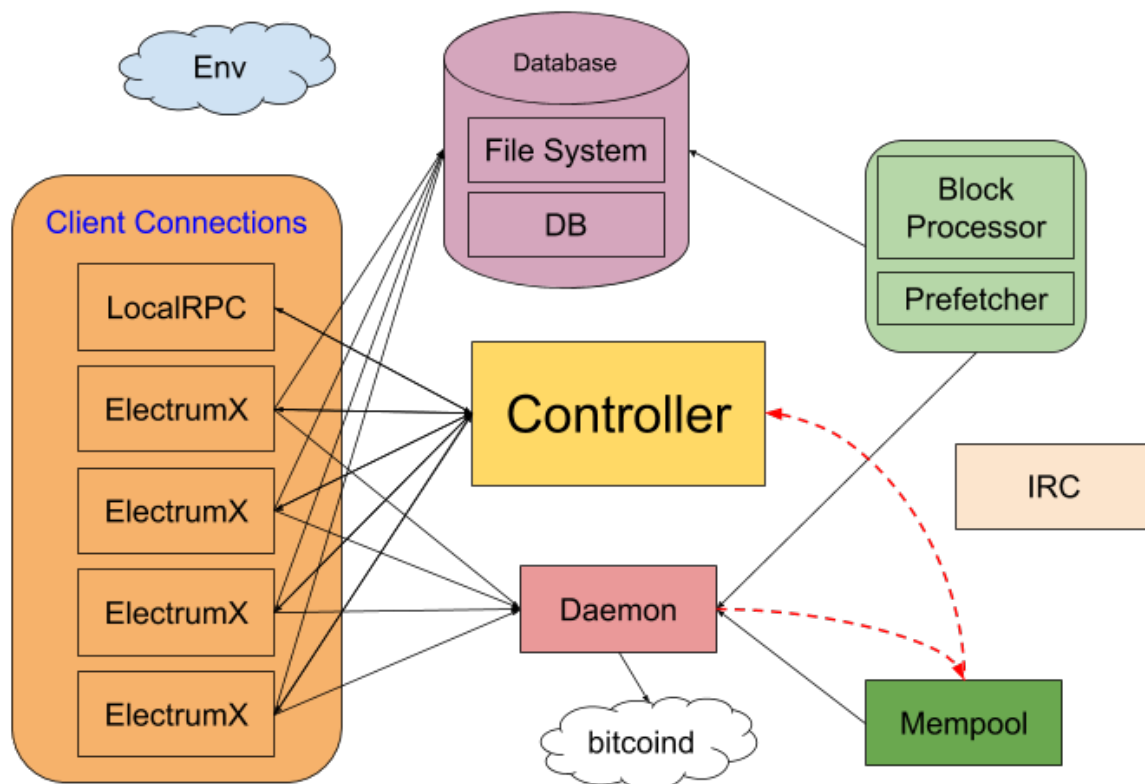 Env
Database
File System
DB
Block
Processor
Prefetcher
Client Connections
LocalRPC
ElectrumX
ElectrumX
ElectrumX
ElectrumX
Controller
IRC
Daemon
Mempool
bitcoind